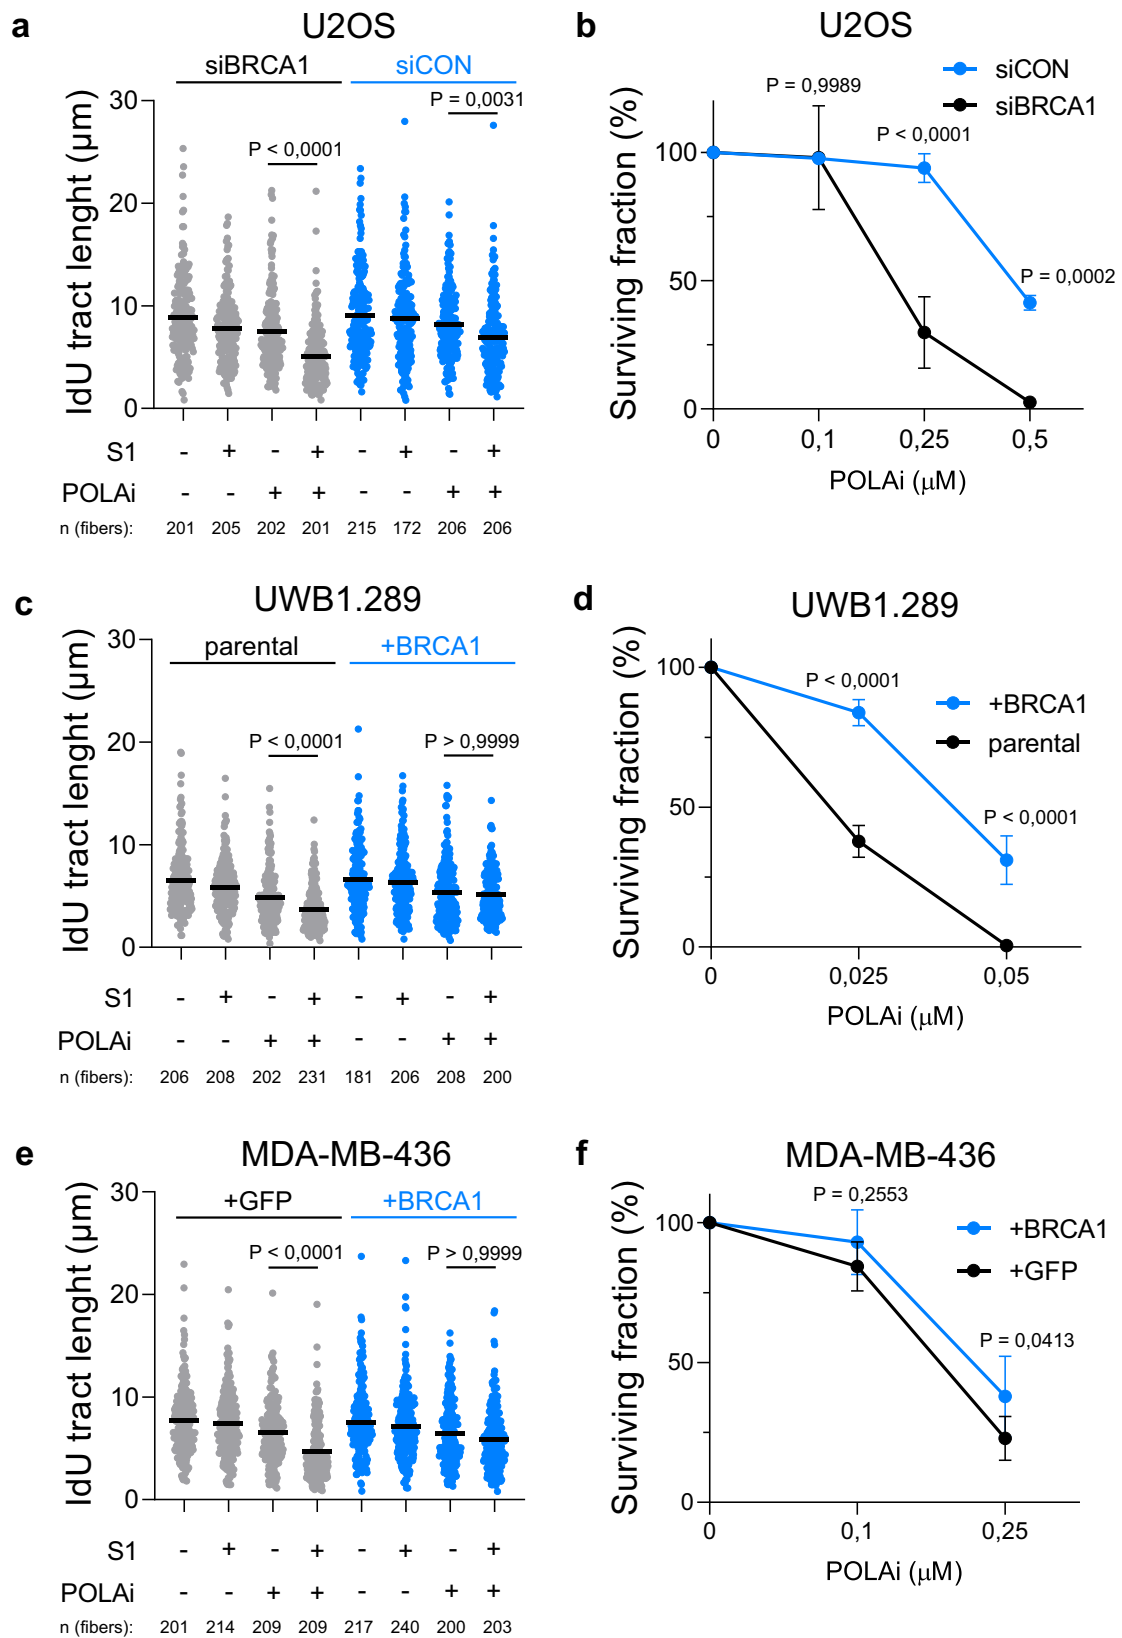 a
U2OS
siBRCA1 siCON
P = 0,0031
P < 0,0001
IdU tract lenght (µm)
30
20
10
0
S1 - + - + - + - +
POLAi - - + + - - + +
n (fibers): 201 205 202 201 215 172 206 206
b
U2OS
siCON
siBRCA1
P = 0,9989
P <0,0001
P = 0,0002
Surviving fraction (%)
100
50
0
0 0,1 0,25 0,5
POLAi (µM)
c
UWB1.289
parental +BRCA1
P < 0,0001 P > 0,9999
IdU tract lenght (µm)
30
20
10
0
S1 - + - + - + - +
POLAi - - + + - - + +
n (fibers): 206 208 202 231 181 206 208 200
d
UWB1.289
P < 0,0001
+BRCA1
parental
P < 0,0001
Surviving fraction (%)
100
50
0
0 0,025 0,05
POLAi (µM)
e
MDA-MB-436
+GFP +BRCA1
P < 0,0001 P > 0,9999
IdU tract lenght (µm)
30
20
10
0
S1 - + - + - + - +
POLAi - - + + - - + +
n (fibers): 201 214 209 209 217 240 200 203
f
MDA-MB-436
P = 0,2553
+BRCA1
+GFP
P = 0,0413
Surviving fraction (%)
100
50
0
0 0,1 0,25
POLAi (µM)